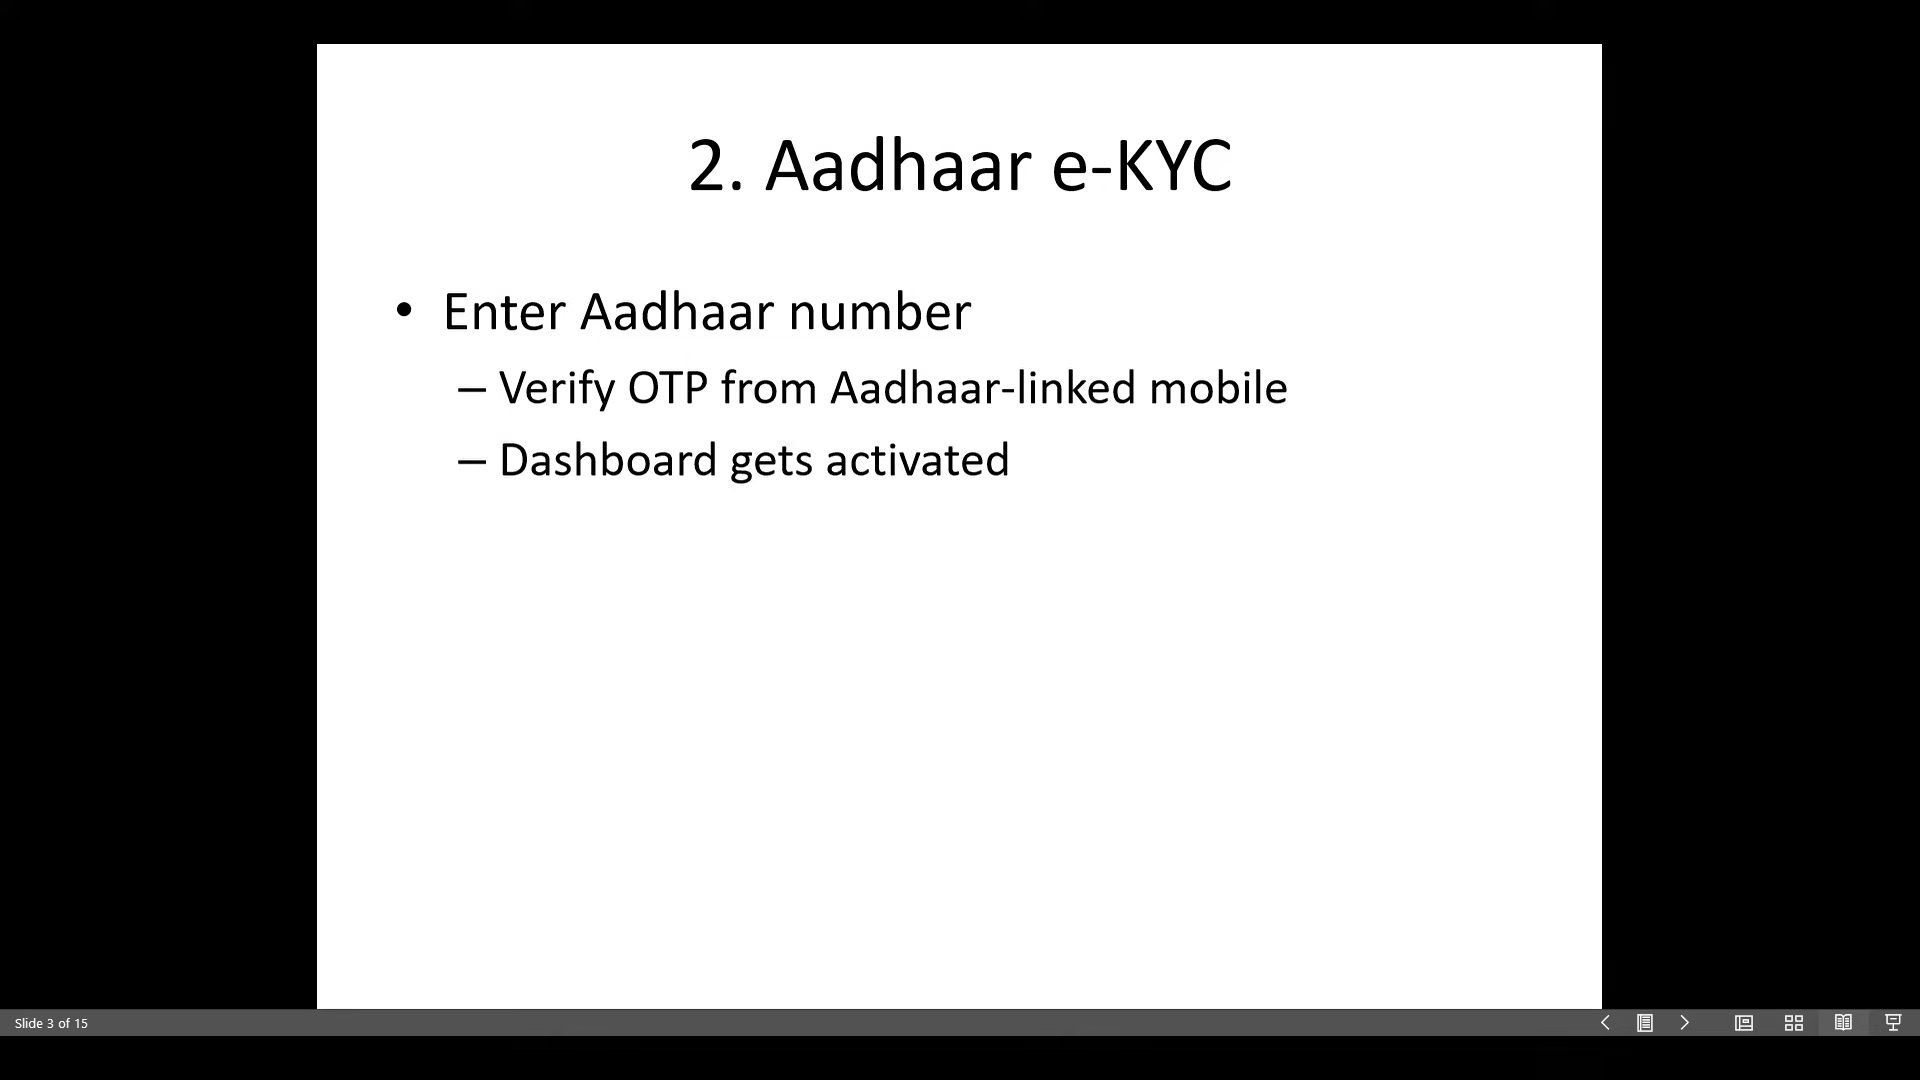 2. Aadhaar e-KYC
• Enter Aadhaar number
– Verify OTP from Aadhaar-linked mobile
– Dashboard gets activated
Slide 3 of 15